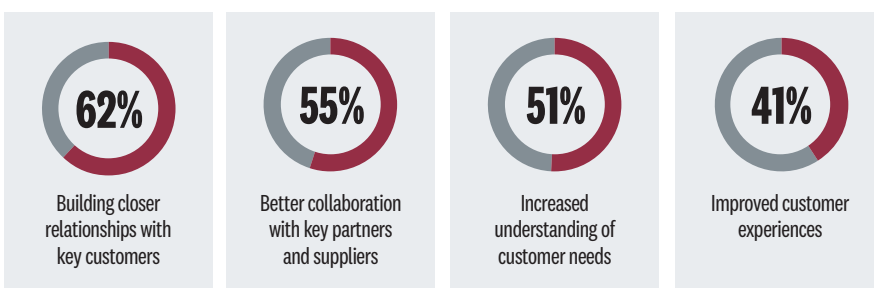 62%
Building closer
relationships with
key customers
55%
Better collaboration
with key partners
and suppliers
51%
Increased
understanding of
customer needs
41%
Improved customer
experiences